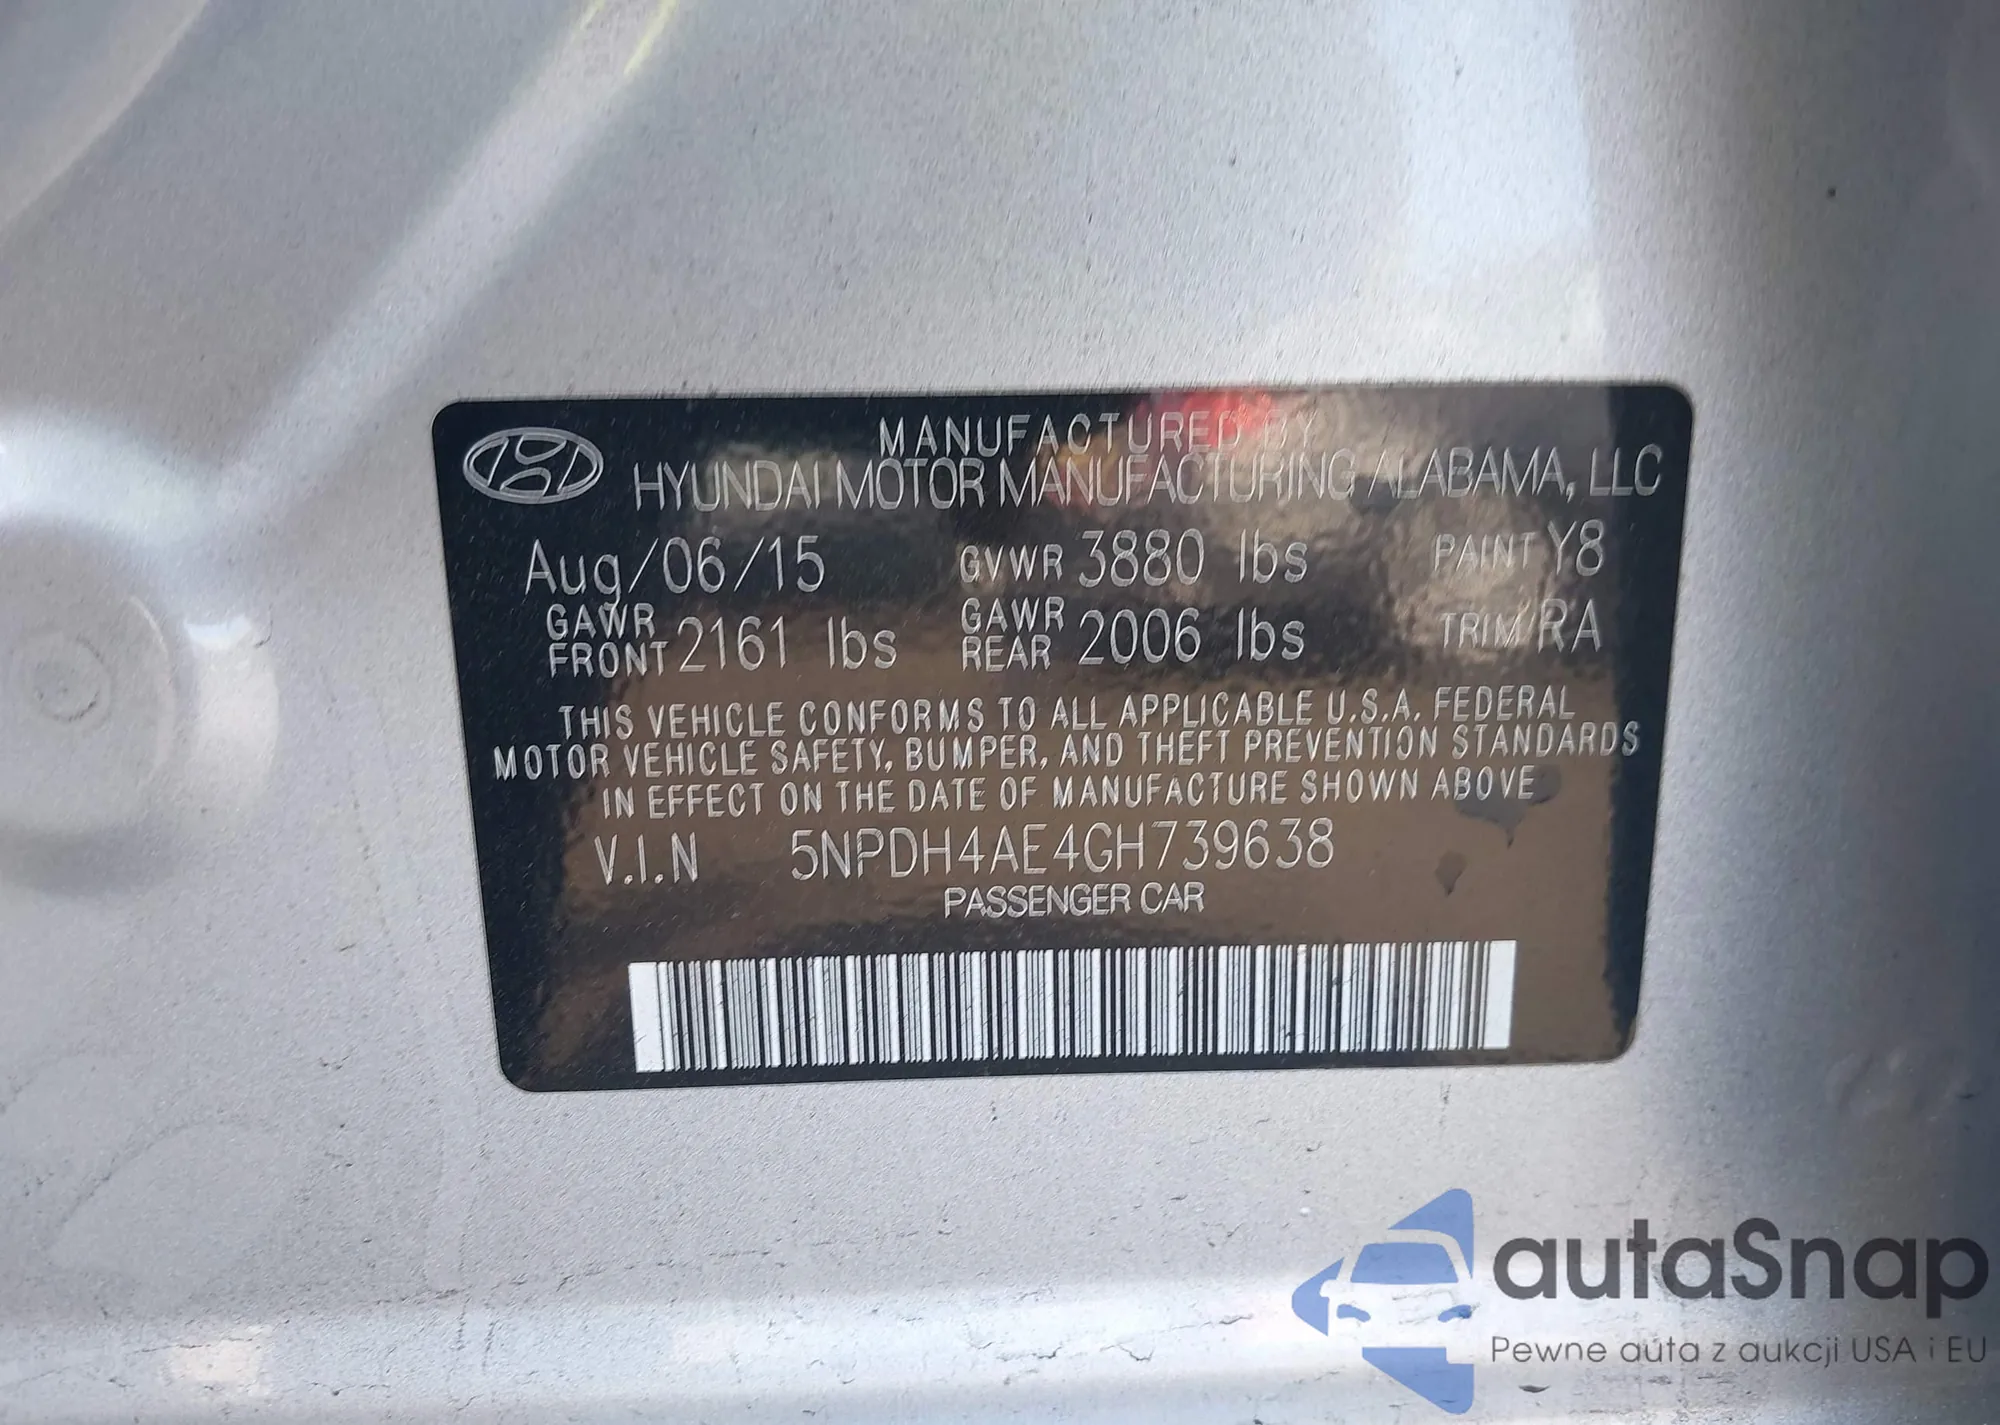 MANUFACTURED BY
HYUNDAI MOTOR MANUFACTURING ALABAMA, LLC
Aug/06/15 GVWR 3880 lbs PAINT Y8
GAWR FRONT 2161 lbs GAWR REAR 2006 lbs TRIM RA
THIS VEHICLE CONFORMS TO ALL APPLICABLE U.S.A. FEDERAL
MOTOR VEHICLE SAFETY, BUMPER, AND THEFT PREVENTION STANDARDS
IN EFFECT ON THE DATE OF MANUFACTURE SHOWN ABOVE
V.I.N 5NPDH4AE4GH739638
PASSENGER CAR
autaSnap
Pewne auta z aukcji USA i EU